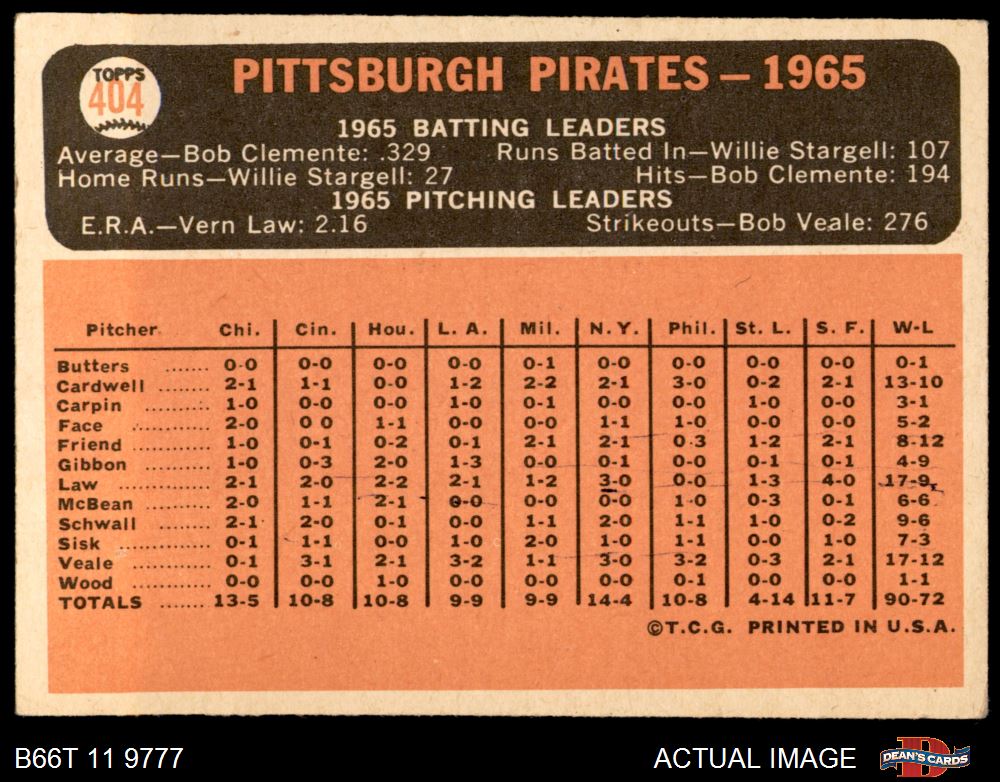 TOPPS
404
PITTSBURGH PIRATES — 1965
1965 BATTING LEADERS
Average—Bob Clemente: .329 Runs Batted In—Willie Stargell: 107
Home Runs—Willie Stargell: 27 Hits—Bob Clemente: 194
1965 PITCHING LEADERS
E.R.A.—Vern Law: 2.16 Strikeouts—Bob Veale: 276
Pitcher Chi. Cin. Hou. L. A. Mil. N. Y. Phil. St. L. S. F. W-L
Butters ....... 0-0 0-0 0-0 0-0 0-1 0-0 0-0 0-0 0-0 0-1
Cardwell ....... 2-1 1-1 0-0 1-2 2-2 2-1 3-0 0-2 2-1 13-10
Carpin ......... 1-0 0-0 0-0 1-0 0-1 0-0 0-0 1-0 0-0 3-1
Face ........... 2-0 0 0 1-1 0-0 0-0 1-1 1-0 0-0 0-0 5-2
Friend ......... 1-0 0-1 0-2 0-1 2-1 2-1 0-3 1-2 2-1 8-12
Gibbon ......... 1-0 0-3 2-0 1-3 0-0 0-1 0-0 0-1 0-1 4-9
Law ............ 2-1 2-0 2-2 2-1 1-2 3-0 0-0 1-3 4-0 17-9
McBean ........ 2-0 1-1 2-1 0-0 0-0 0-0 1-0 0-3 0-1 6-6
Schwall ........ 2-1 2-0 0-1 0-0 1-1 2-0 1-1 1-0 0-2 9-6
Sisk ............ 0-1 1-1 0-0 1-0 2-0 1-0 1-1 0-0 1-0 7-3
Veale .......... 0-1 3-1 2-1 3-2 1-1 3-0 3-2 0-3 2-1 17-12
Wood .......... 0-0 0-0 1-0 0-0 0-0 0-0 0-1 0-0 0-0 1-1
TOTALS ....... 13-5 10-8 10-8 9-9 9-9 14-4 10-8 4-14 11-7 90-72
©T.C.G. PRINTED IN U.S.A.
B66T 11 9777 ACTUAL IMAGE DEAN'S CARDS